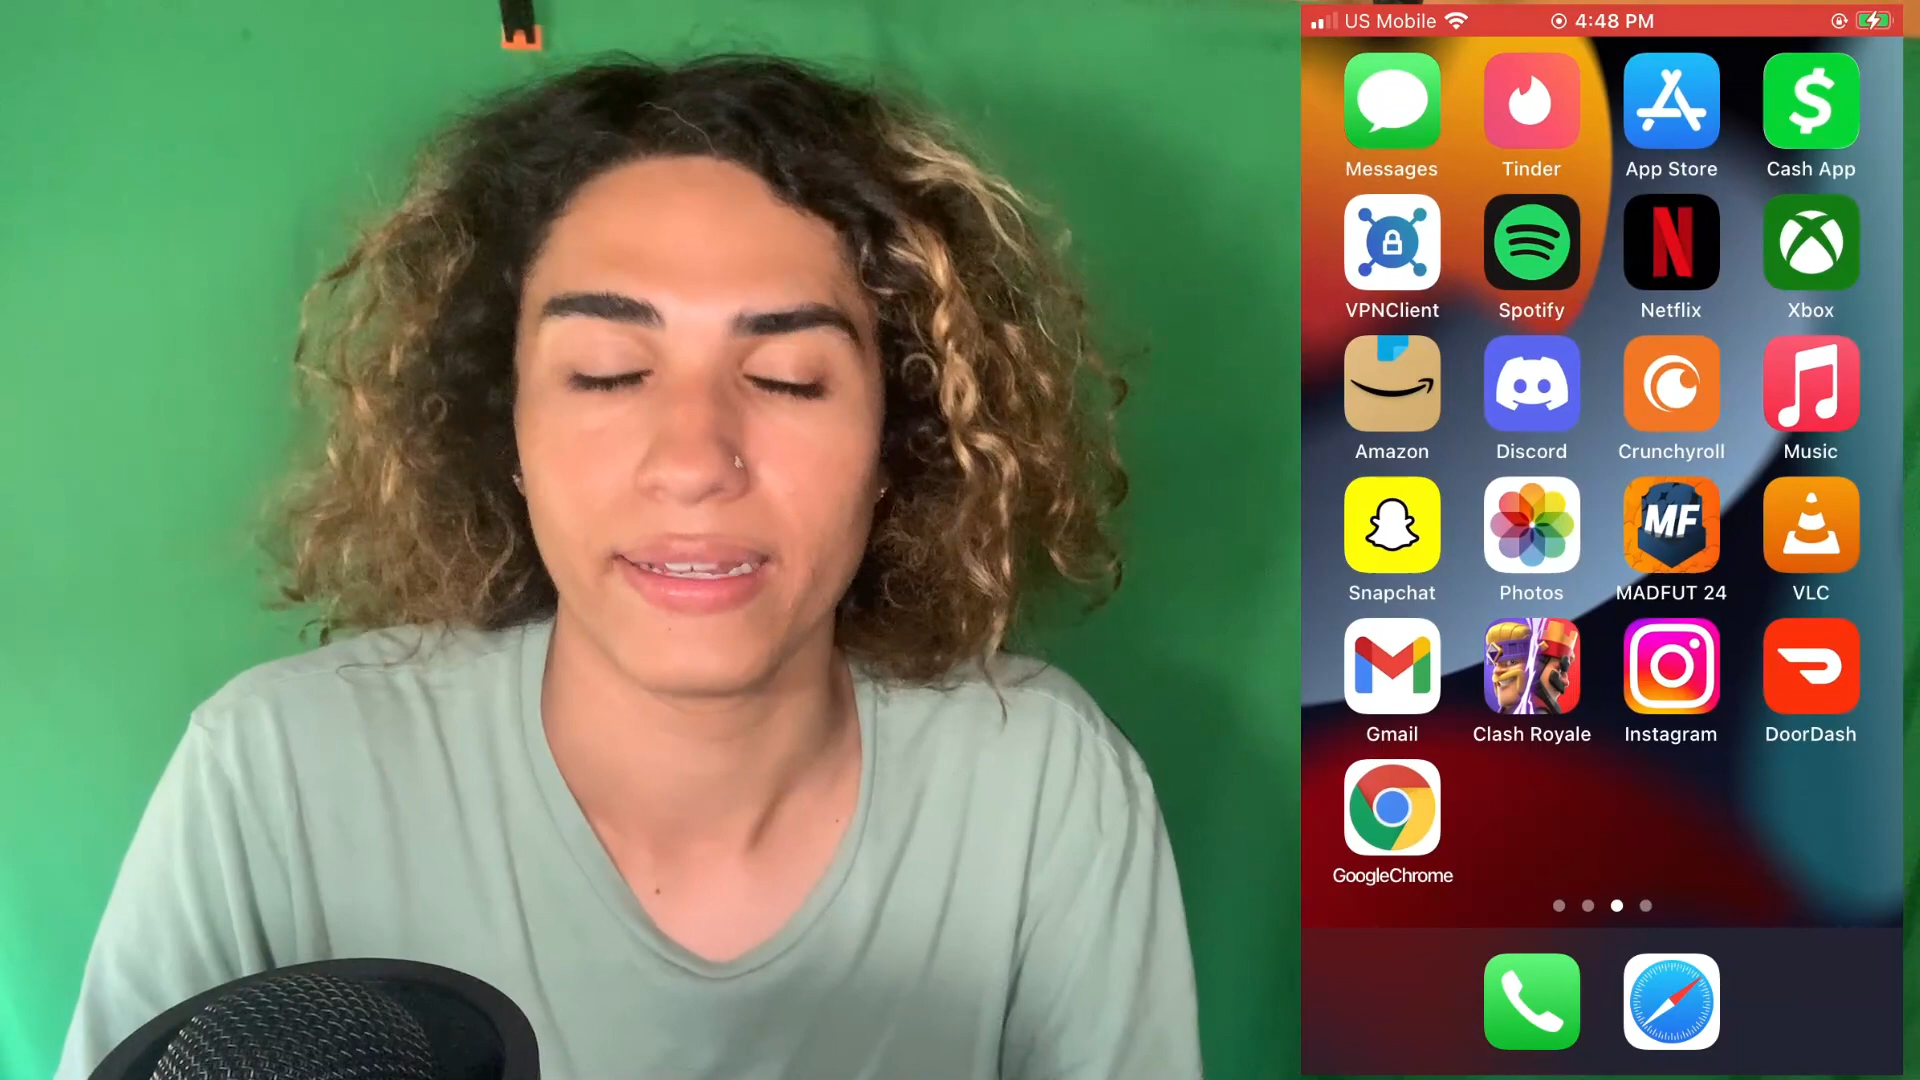 US Mobile 4:48 PM
Messages Tinder App Store Cash App
VPNClient Spotify Netflix Xbox
Amazon Discord Crunchyroll Music
MF
Snapchat Photos MADFUT 24 VLC
Gmail Clash Royale Instagram DoorDash
GoogleChrome